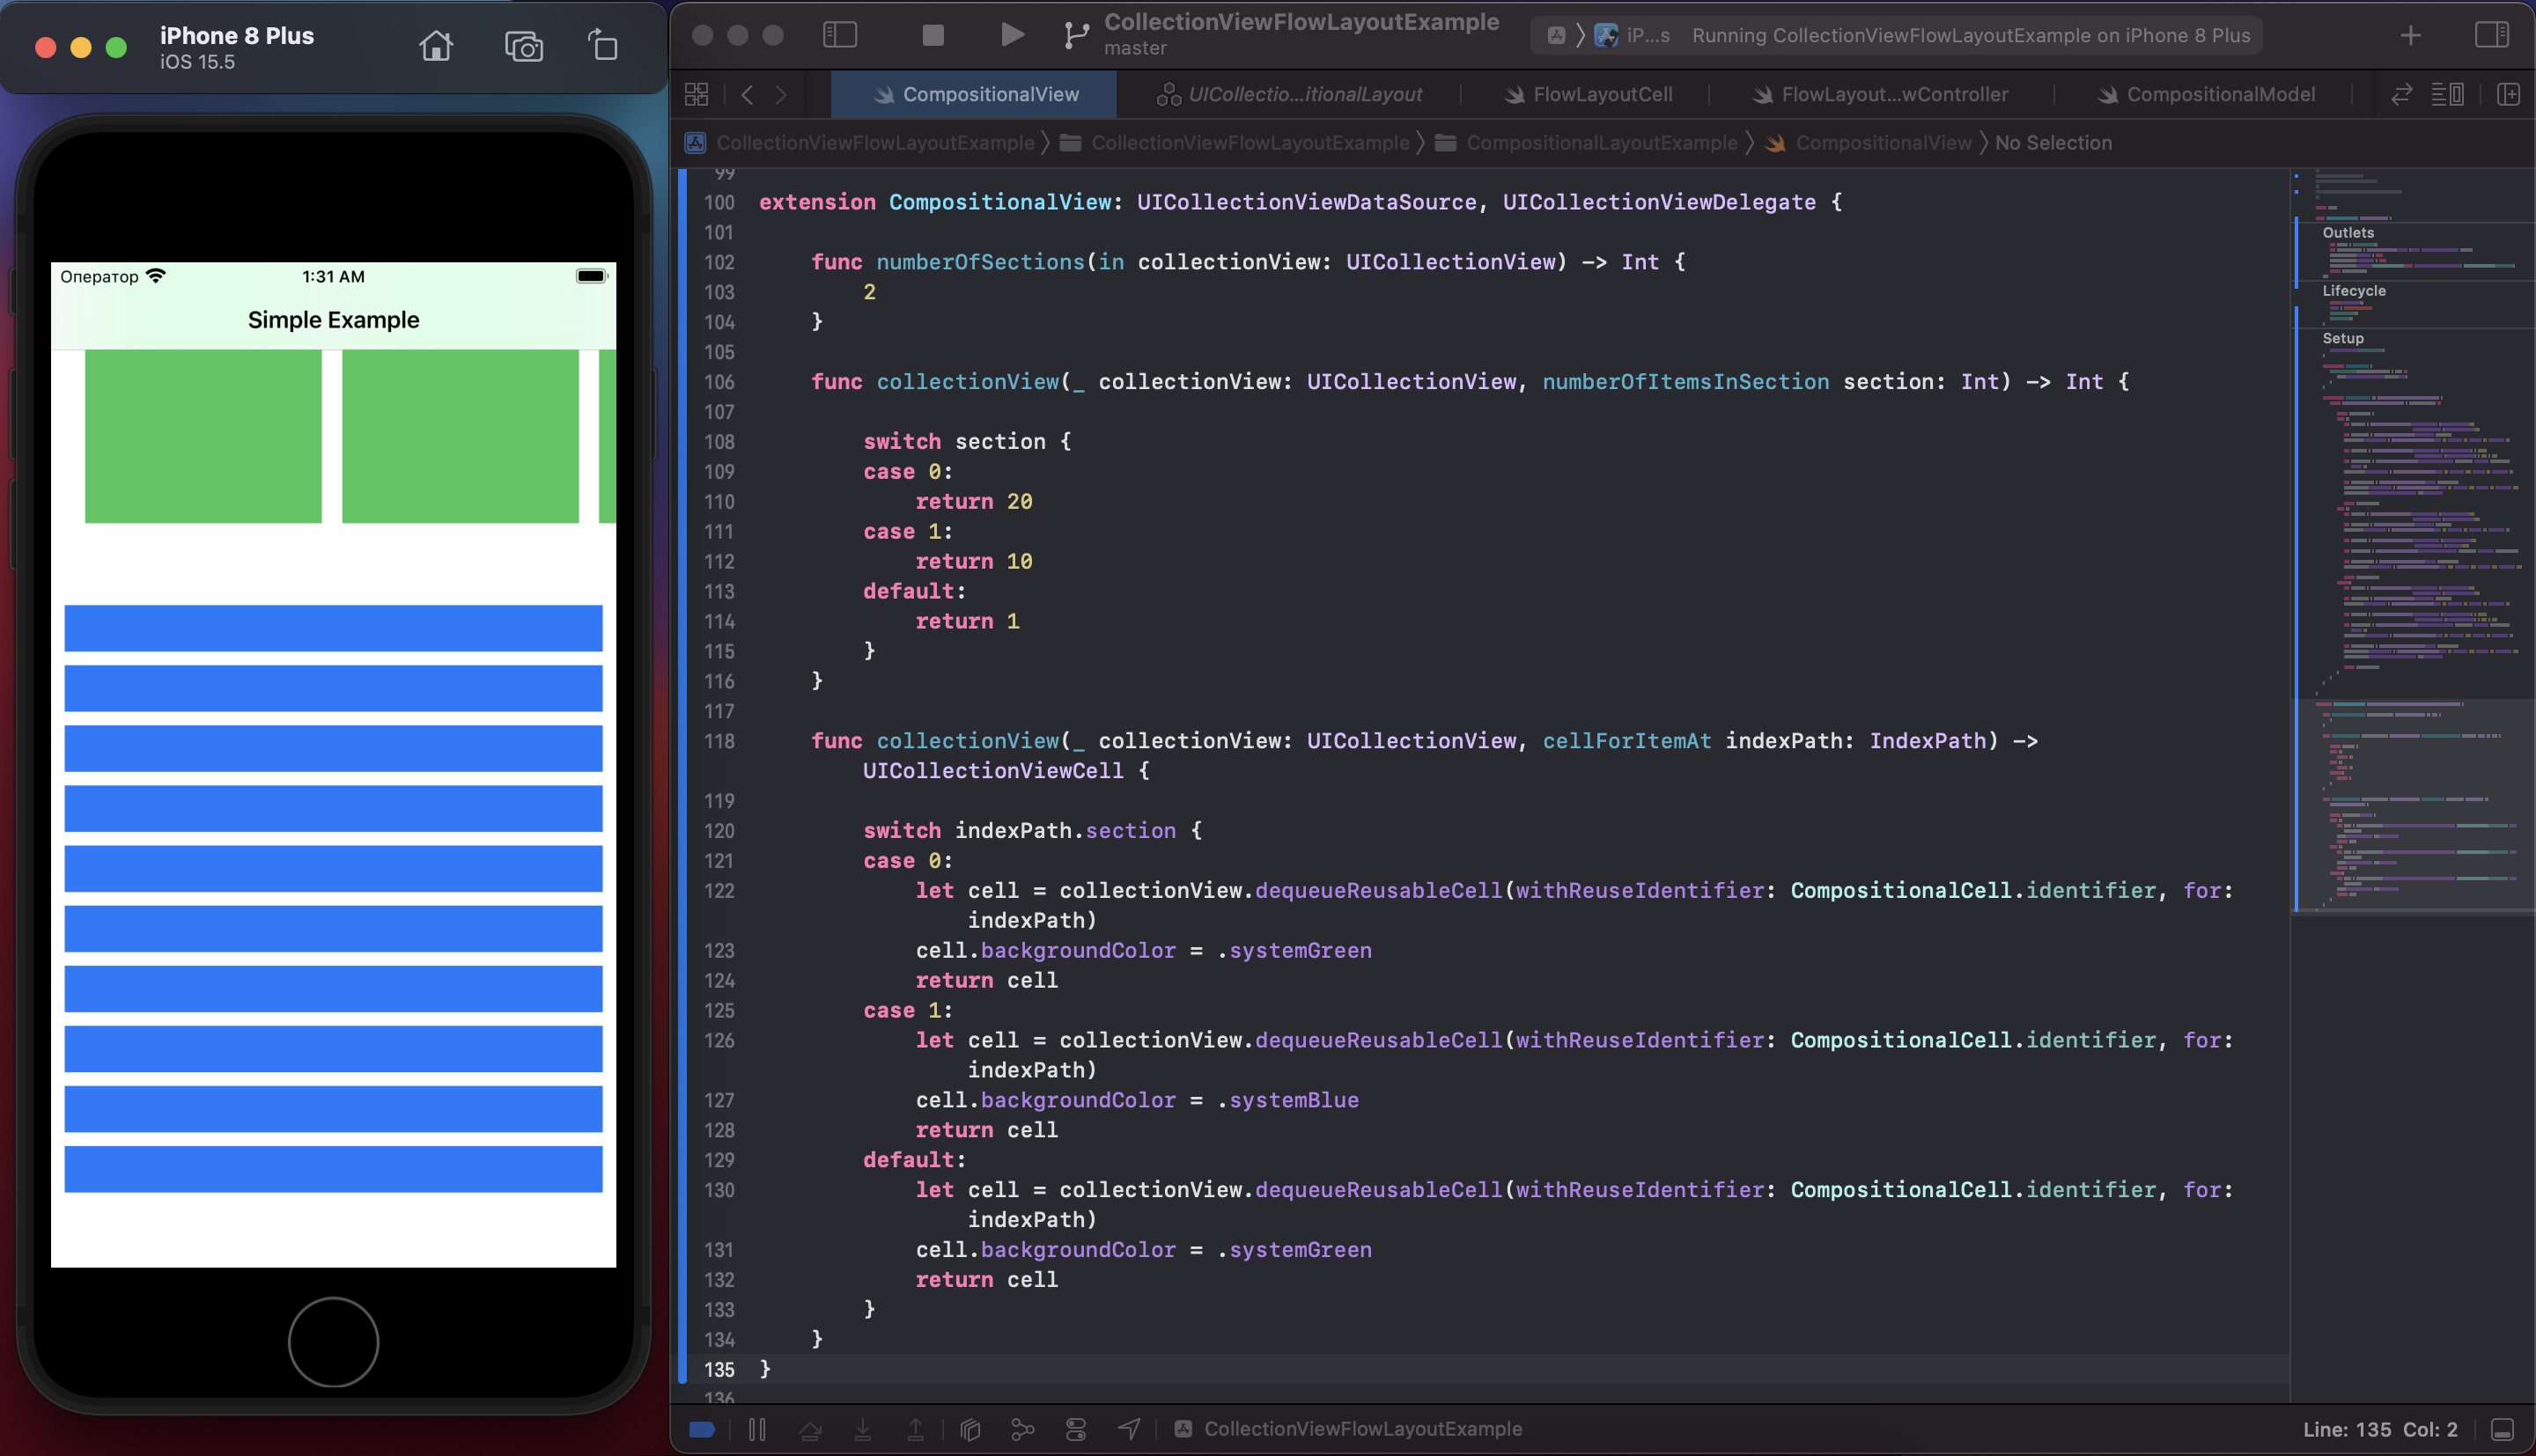 iPhone 8 Plus
iOS 15.5
Оператор
1:31 AM
Simple Example
CollectionViewFlowLayoutExample
master
iP...s
Running CollectionViewFlowLayoutExample on iPhone 8 Plus
CompositionalView
UICollectio...itionalLayout
FlowLayoutCell
FlowLayout...wController
CompositionalModel
CollectionViewFlowLayoutExample
CollectionViewFlowLayoutExample
CompositionalLayoutExample
CompositionalView
No Selection
99
100 extension CompositionalView: UICollectionViewDataSource, UICollectionViewDelegate {
101
102 func numberOfSections(in collectionView: UICollectionView) -> Int {
103 2
104 }
105
106 func collectionView(_ collectionView: UICollectionView, numberOfItemsInSection section: Int) -> Int {
107
108 switch section {
109 case 0:
110 return 20
111 case 1:
112 return 10
113 default:
114 return 1
115 }
116 }
117
118 func collectionView(_ collectionView: UICollectionView, cellForItemAt indexPath: IndexPath) ->
UICollectionViewCell {
119
120 switch indexPath.section {
121 case 0:
122 let cell = collectionView.dequeueReusableCell(withReuseIdentifier: CompositionalCell.identifier, for:
indexPath)
123 cell.backgroundColor = .systemGreen
124 return cell
125 case 1:
126 let cell = collectionView.dequeueReusableCell(withReuseIdentifier: CompositionalCell.identifier, for:
indexPath)
127 cell.backgroundColor = .systemBlue
128 return cell
129 default:
130 let cell = collectionView.dequeueReusableCell(withReuseIdentifier: CompositionalCell.identifier, for:
indexPath)
131 cell.backgroundColor = .systemGreen
132 return cell
133 }
134 }
135 }
136
Outlets
Lifecycle
Setup
CollectionViewFlowLayoutExample
Line: 135 Col: 2